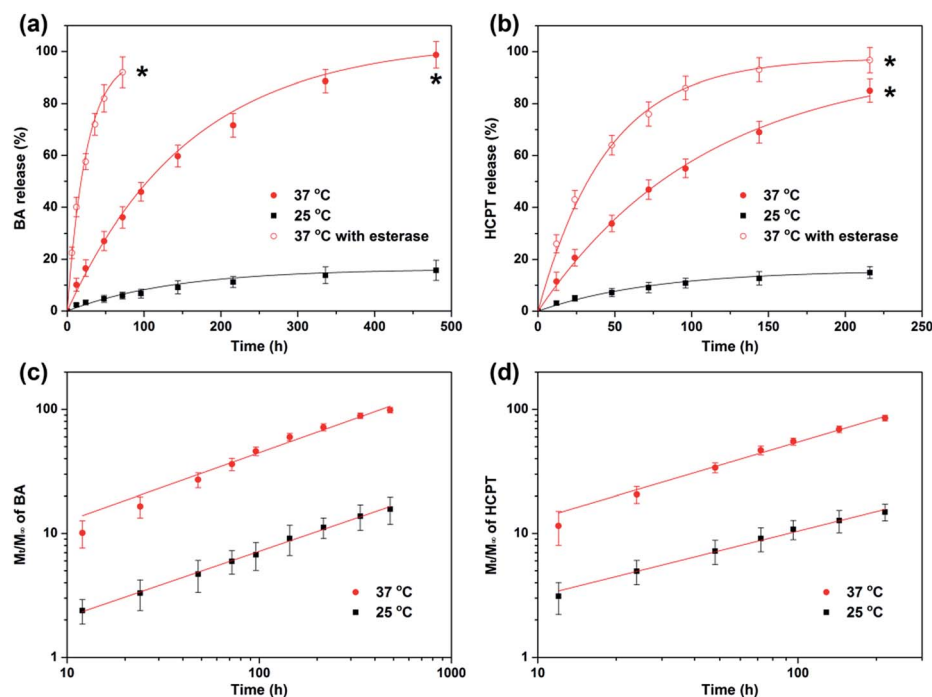 (a)
100
80
60
40
20
0
BA release (%)
*
*
37 °C
25 °C
37 °C with esterase
0 100 200 300 400 500
Time (h)
(b)
100
80
60
40
20
0
HCPT release (%)
*
*
37 °C
25 °C
37 °C with esterase
0 50 100 150 200 250
Time (h)
(c)
100
10
1
Mt/M∞ of BA
37 °C
25 °C
10 100 1000
Time (h)
(d)
100
10
1
Mt/M∞ of HCPT
37 °C
25 °C
10 100
Time (h)